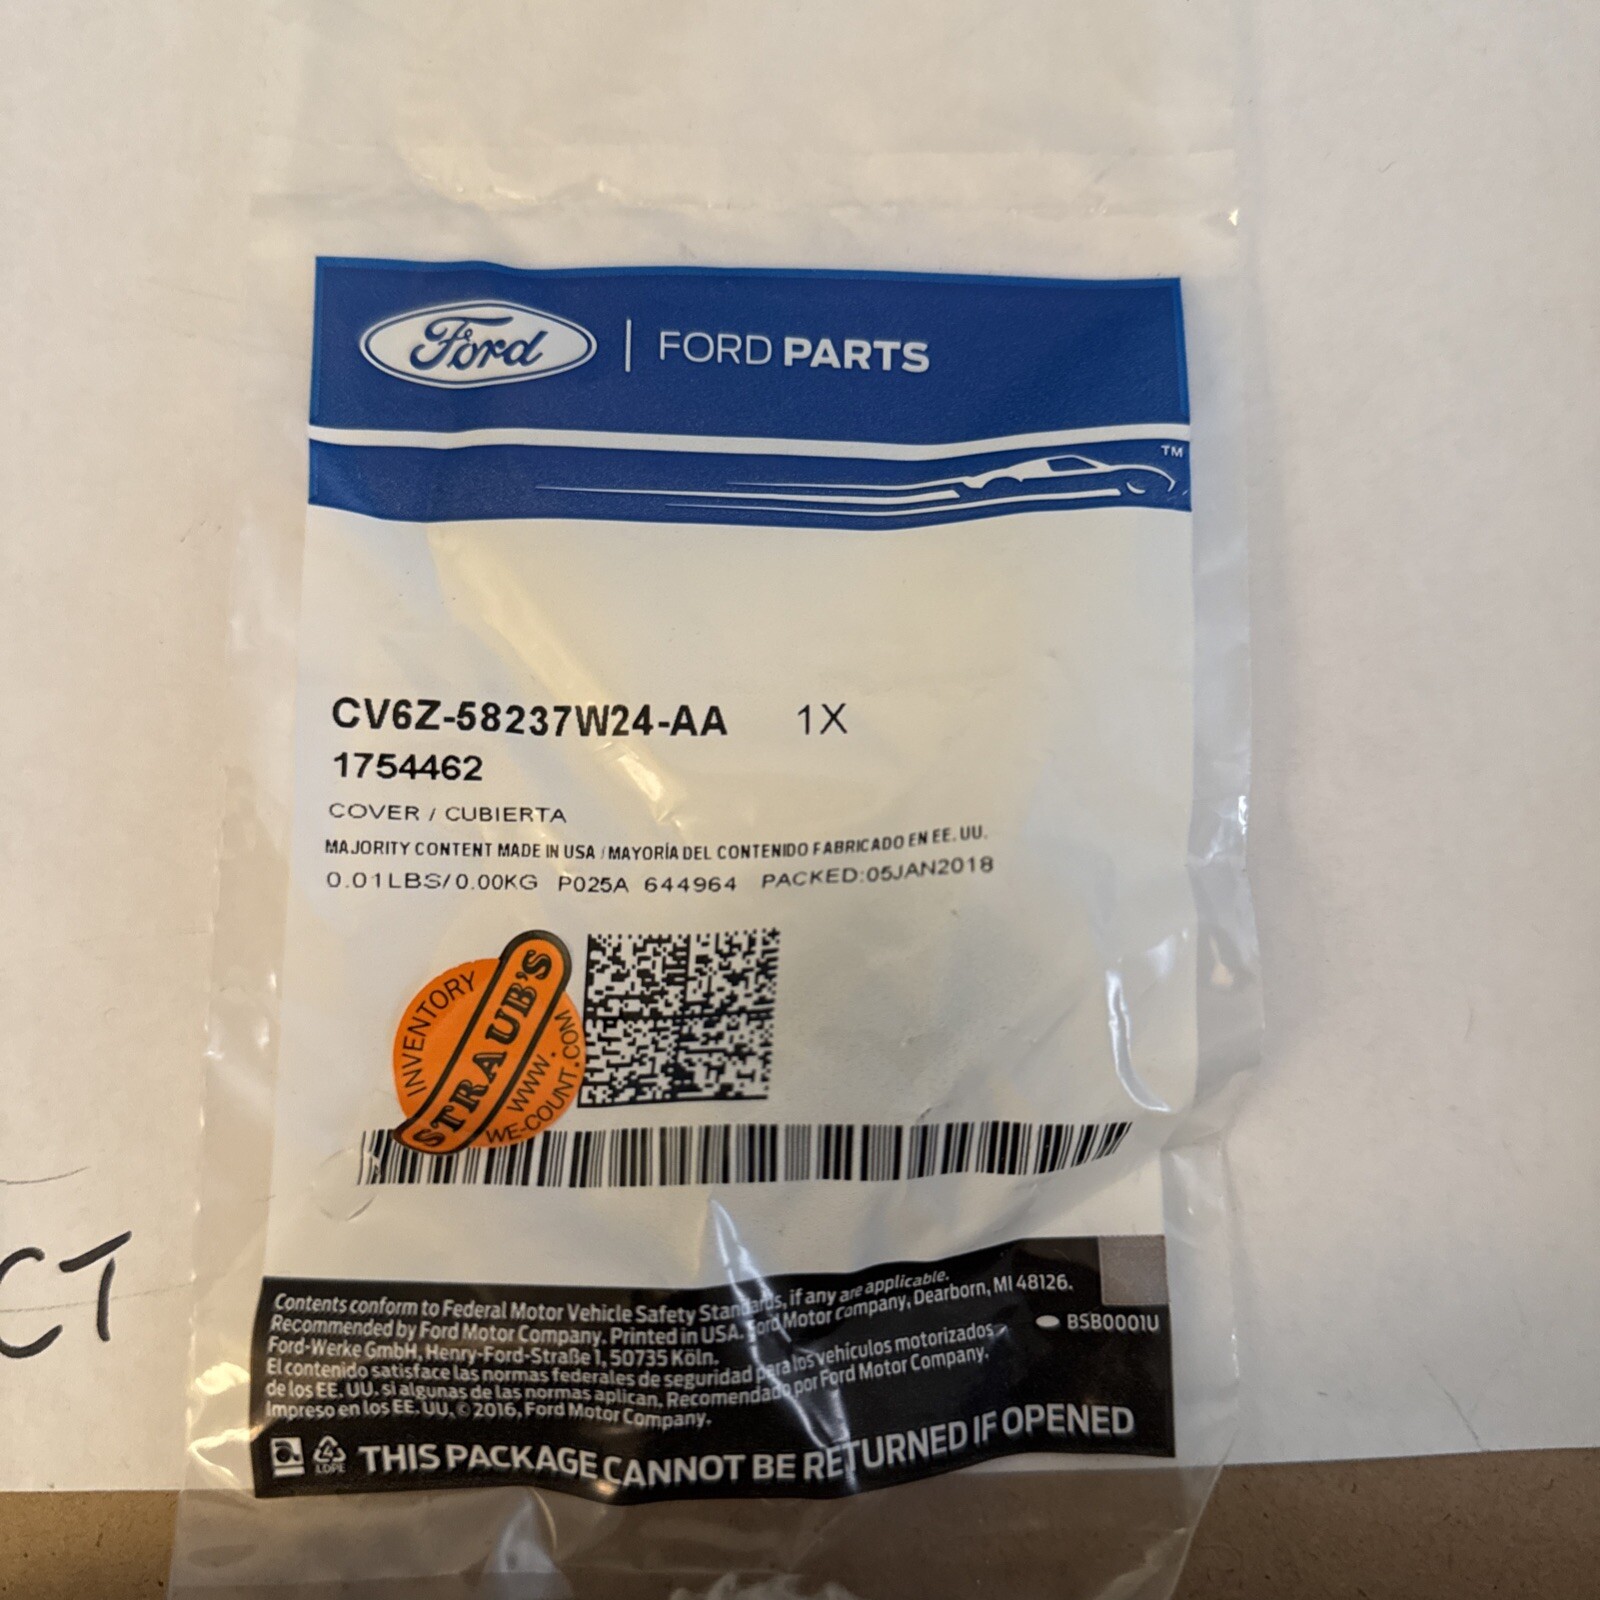 Ford | FORD PARTS
TM
CV6Z-58237W24-AA 1X
1754462
COVER / CUBIERTA
MAJORITY CONTENT MADE IN USA / MAYORÍA DEL CONTENIDO FABRICADO EN EE. UU.
0.01LBS/0.00KG P025A 644964 PACKED:05JAN2018
INVENTORY
STRAUB'S
WWW.
WE-COUNT.COM
CT
Contents conform to Federal Motor Vehicle Safety Standards, if any are applicable.
Recommended by Ford Motor Company. Printed in USA. Ford Motor Company, Dearborn, MI 48126.
Ford-Werke GmbH, Henry-Ford-Straße 1, 50735 Köln.
El contenido satisface las normas federales de seguridad para los vehículos motorizados
de los EE. UU. si algunas de las normas aplican. Recomendado por Ford Motor Company.
Impreso en los EE. UU. © 2016, Ford Motor Company.
BSB0001U
4
LDPE
THIS PACKAGE CANNOT BE RETURNED IF OPENED